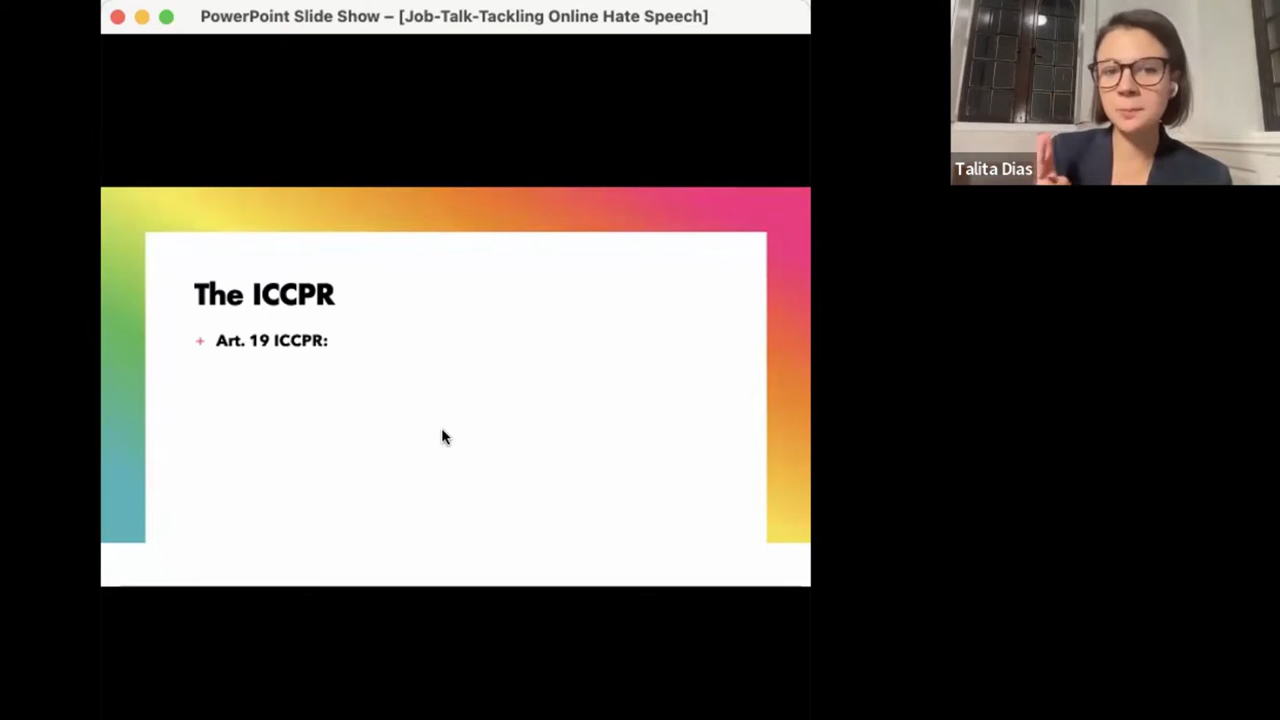 PowerPoint Slide Show – [Job-Talk-Tackling Online Hate Speech]
Talita Dias
The ICCPR
+ Art. 19 ICCPR: